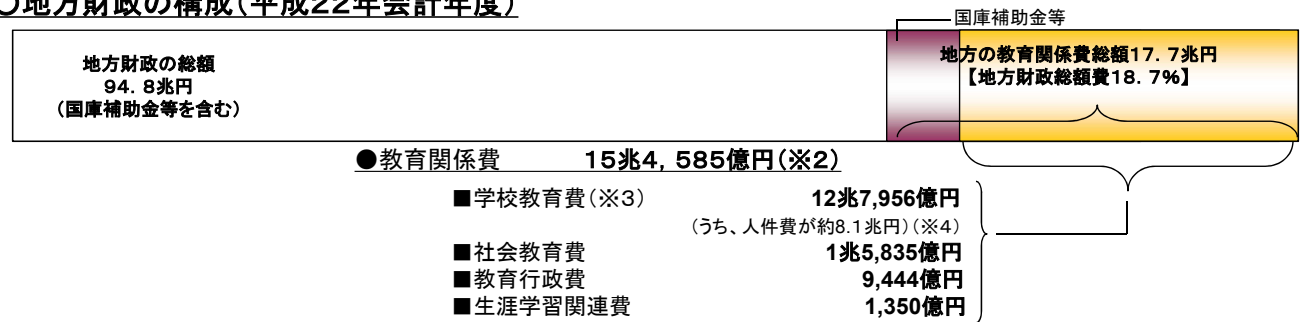 〇地方財政の構成(平成22年会計年度)
国庫補助金等
地方財政の総額
94.8兆円
(国庫補助金等を含む)
地方の教育関係費総額17.7兆円
【地方財政総額費18.7%】
●教育関係費 15兆4,585億円(※2)
■学校教育費(※3) 12兆7,956億円
(うち、人件費が約8.1兆円)(※4)
■社会教育費 1兆5,835億円
■教育行政費 9,444億円
■生涯学習関連費 1,350億円